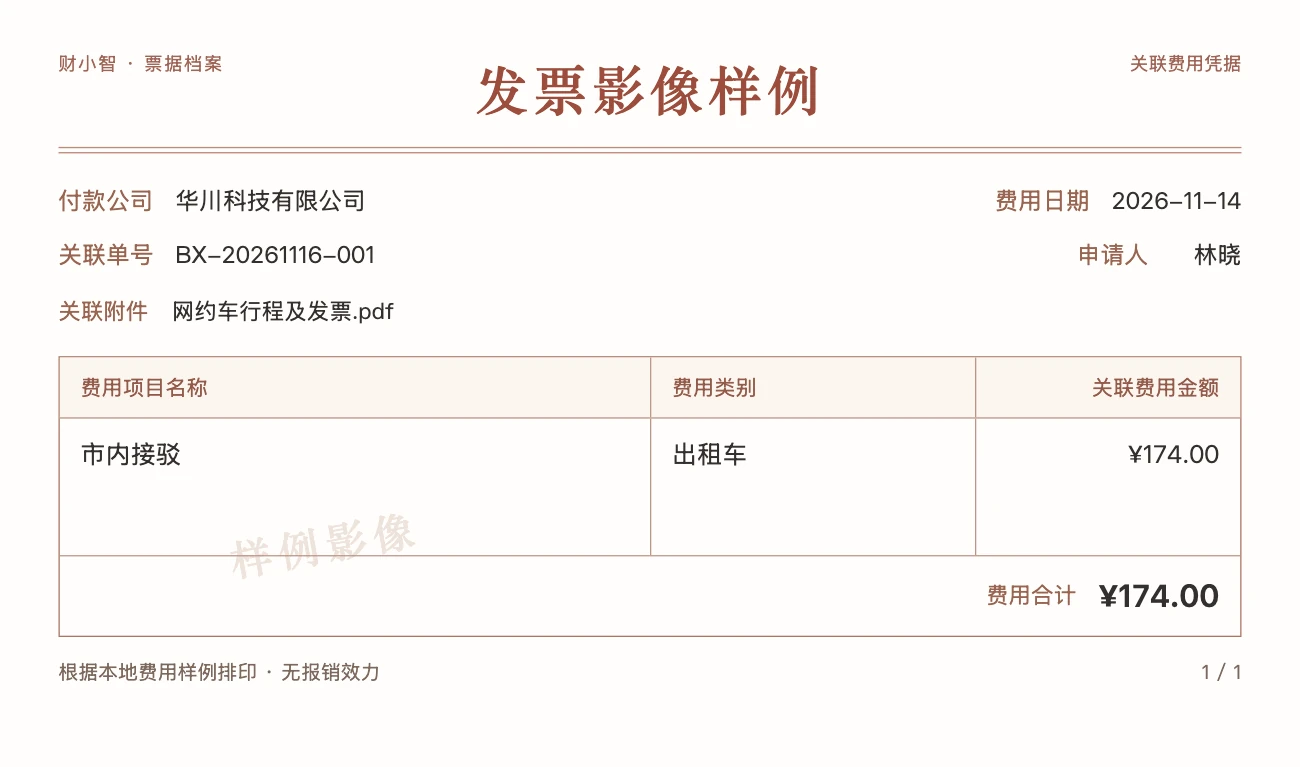 财小智 · 票据档案
发票影像样例
关联费用凭据
付款公司 华川科技有限公司
费用日期 2026–11–14
关联单号 BX–20261116–001
申请人 林晓
关联附件 网约车行程及发票.pdf
费用项目名称 费用类别 关联费用金额
市内接驳 出租车 ¥174.00
样例影像
费用合计 ¥174.00
根据本地费用样例排印 · 无报销效力
1 / 1